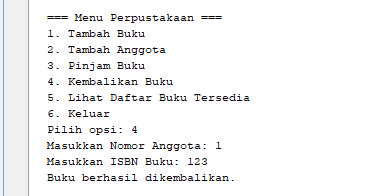 === Menu Perpustakaan ===
1. Tambah Buku
2. Tambah Anggota
3. Pinjam Buku
4. Kembalikan Buku
5. Lihat Daftar Buku Tersedia
6. Keluar
Pilih opsi: 4
Masukkan Nomor Anggota: 1
Masukkan ISBN Buku: 123
Buku berhasil dikembalikan.